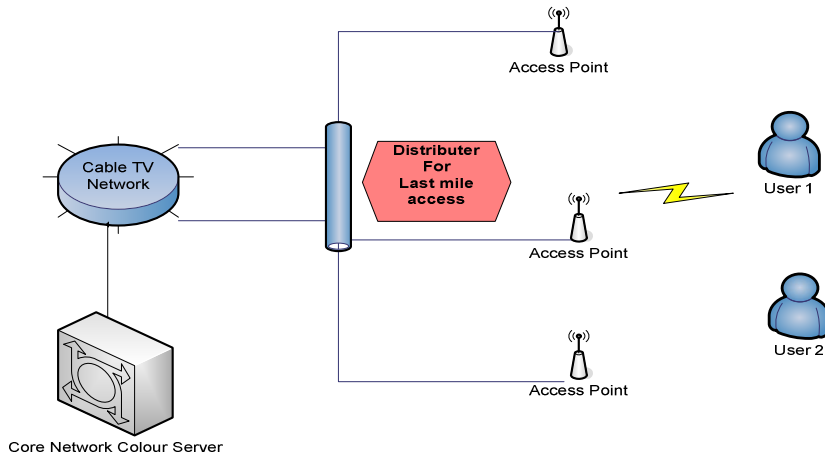 Access Point
Cable TV
Network
Distributer
For
Last mile
access
User 1
Access Point
User 2
Access Point
Core Network Colour Server